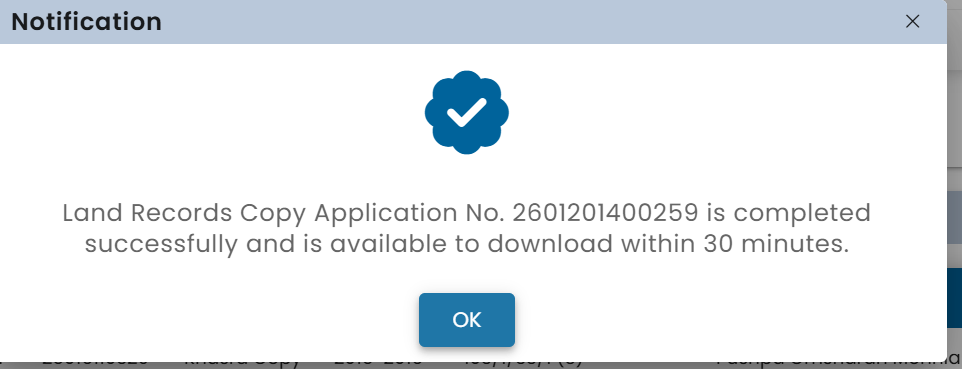 Notification
Land Records Copy Application No. 2601201400259 is completed
successfully and is available to download within 30 minutes.
OK